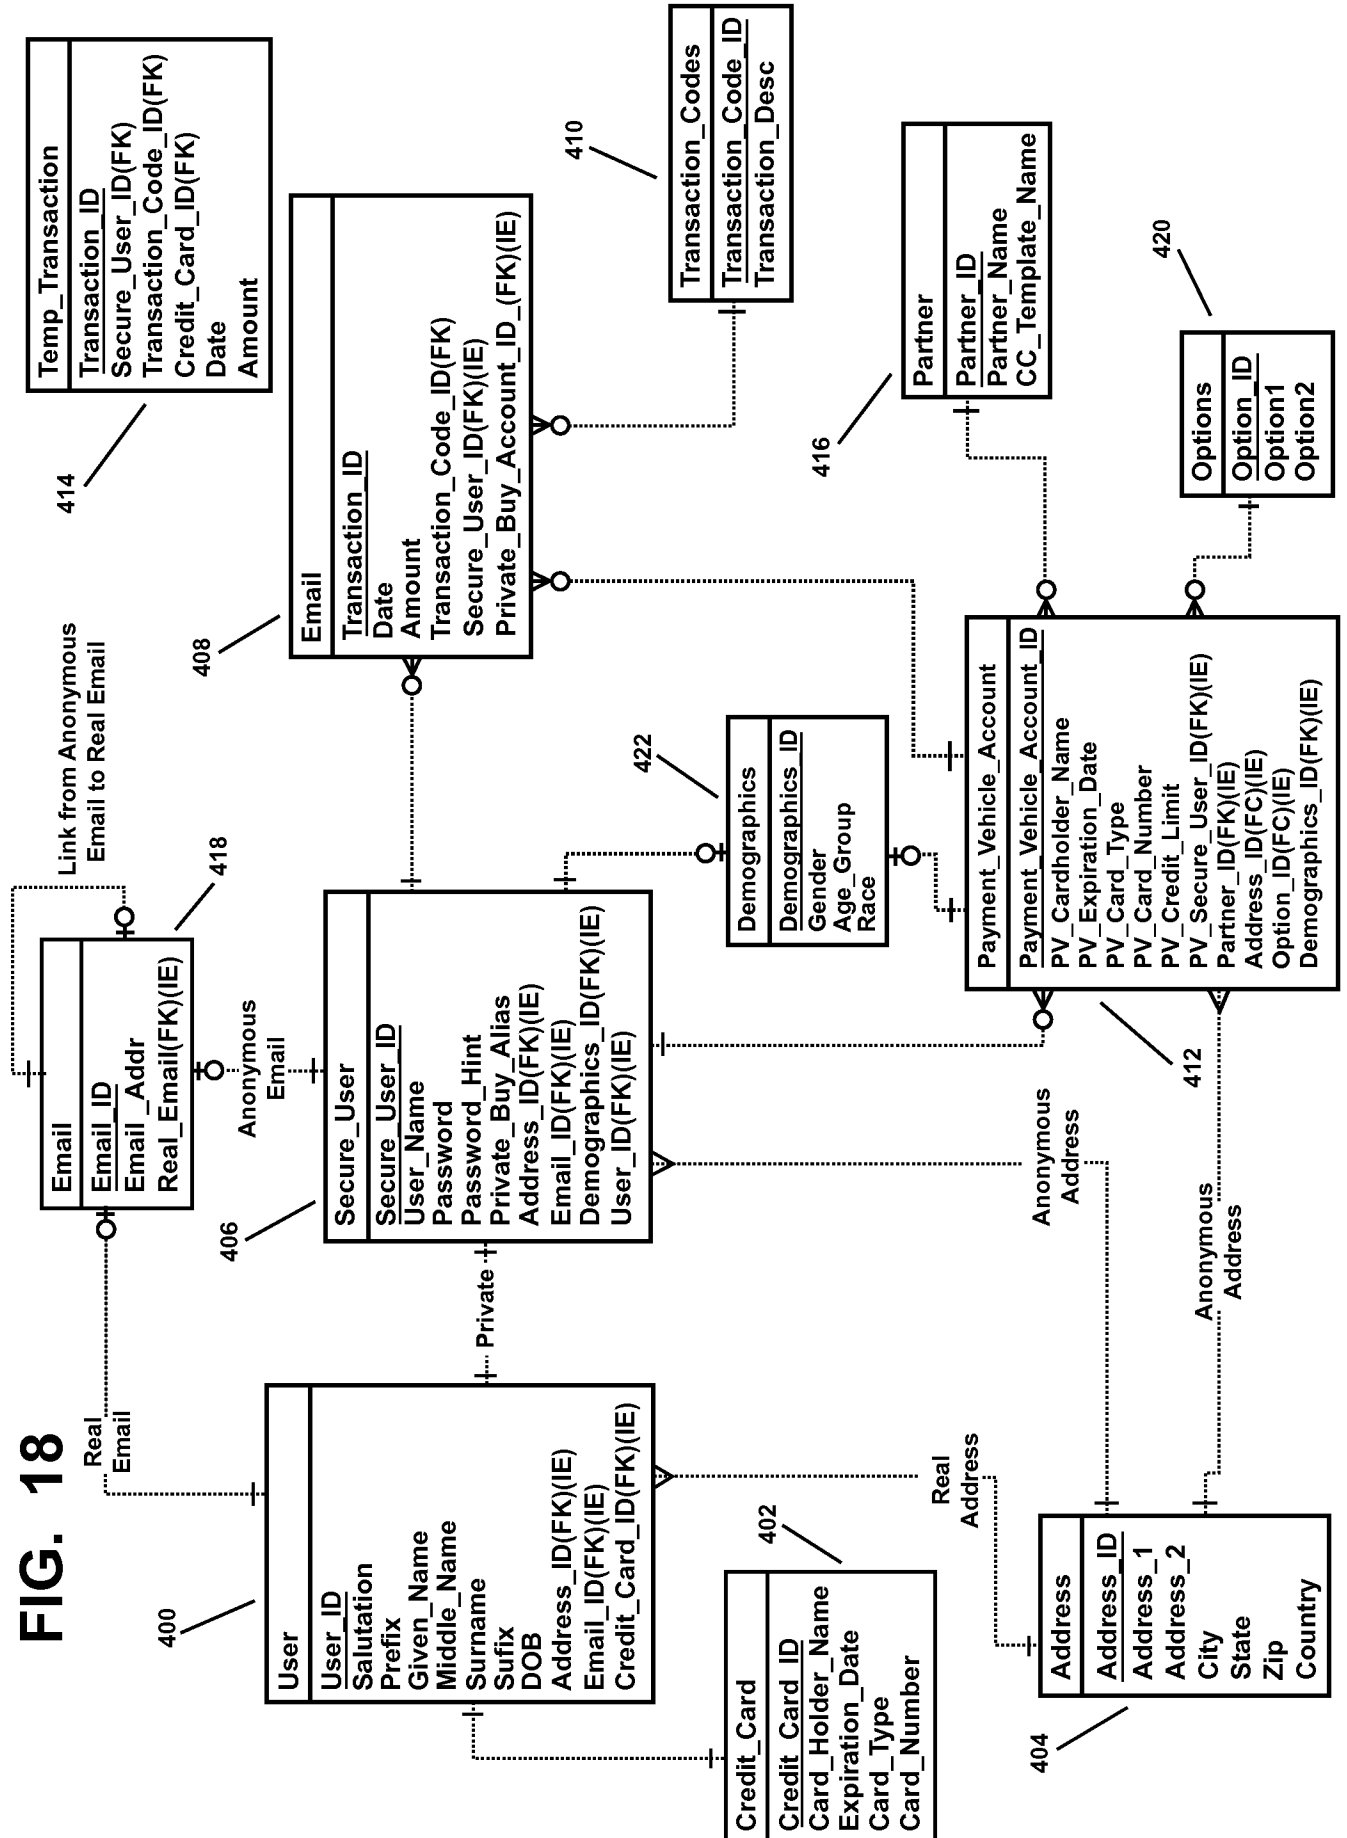 FIG. 18
400
User
User_ID
Salutation
Prefix
Given_Name
Middle_Name
Surname
Sufix
DOB
Address_ID(FK)(IE)
Email_ID(FK)(IE)
Credit_Card_ID(FK)(IE)
Real
Email
Private
402
Credit_Card
Credit_Card_ID
Card_Holder_Name
Expiration_Date
Card_Type
Card_Number
Real
Address
404
Address
Address_ID
Address_1
Address_2
City
State
Zip
Country
Link from Anonymous
Email to Real Email
418
Email
Email_ID
Email_Addr
Real_Email(FK)(IE)
Anonymous
Email
406
Secure_User
Secure_User_ID
User_Name
Password
Password_Hint
Private_Buy_Alias
Address_ID(FK)(IE)
Email_ID(FK)(IE)
Demographics_ID(FK)(IE)
User_ID(FK)(IE)
422
Demographics
Demographics_ID
Gender
Age_Group
Race
Anonymous
Address
Anonymous
Address
412
Payment_Vehicle_Account
Payment_Vehicle_Account_ID
PV_Cardholder_Name
PV_Expiration_Date
PV_Card_Type
PV_Card_Number
PV_Credit_Limit
PV_Secure_User_ID(FK)(IE)
Partner_ID(FK)(IE)
Address_ID(FC)(IE)
Option_ID(FC)(IE)
Demographics_ID(FK)(IE)
414
Temp_Transaction
Transaction_ID
Secure_User_ID(FK)
Transaction_Code_ID(FK)
Credit_Card_ID(FK)
Date
Amount
408
Email
Transaction_ID
Date
Amount
Transaction_Code_ID(FK)
Secure_User_ID(FK)(IE)
Private_Buy_Account_ID_(FK)(IE)
410
Transaction_Codes
Transaction_Code_ID
Transaction_Desc
416
Partner
Partner_ID
Partner_Name
CC_Template_Name
420
Options
Option_ID
Option1
Option2